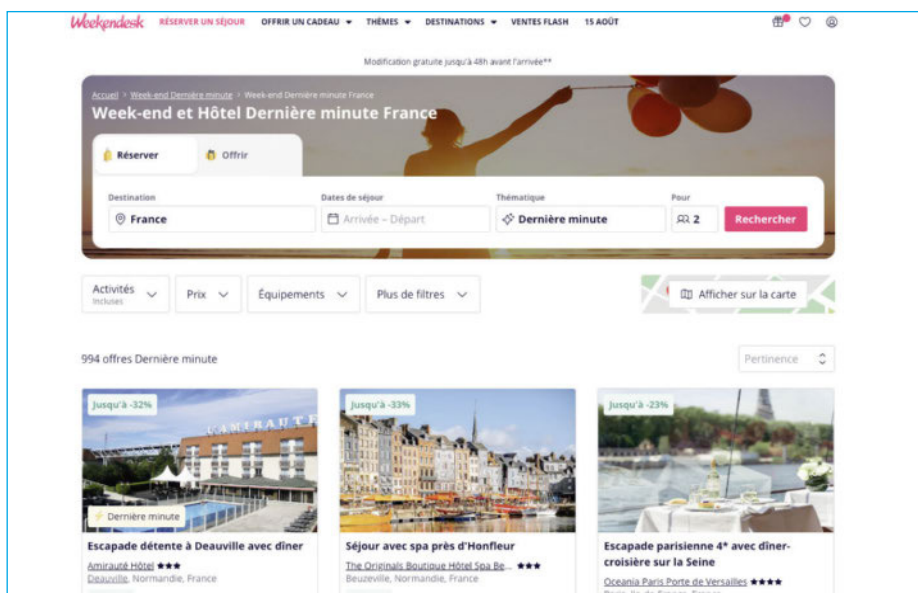 Weekendesk RÉSERVER UN SÉJOUR OFFRIR UN CADEAU THÈMES DESTINATIONS VENTES FLASH 15 AOÛT
Modification gratuite jusqu'à 48h avant l'arrivée**
Accueil > Week-end Dernière minute > Week-end Dernière minute France
Week-end et Hôtel Dernière minute France
Réserver Offrir
Destination Dates de séjour Thématique Pour
France Arrivée – Départ Dernière minute 2 Rechercher
Activités
Incluses
Prix Équipements Plus de filtres Afficher sur la carte
994 offres Dernière minute Pertinence
Jusqu'à -32% Jusqu'à -33% Jusqu'à -23%
L'AMIRAUTÉ
Dernière minute
Escapade détente à Deauville avec dîner
Amirauté Hôtel ★★★
Deauville, Normandie, France
Séjour avec spa près d'Honfleur
The Originals Boutique Hôtel Spa Be... ★★★
Beuzeville, Normandie, France
Escapade parisienne 4* avec dîner-
croisière sur la Seine
Oceania Paris Porte de Versailles ★★★★